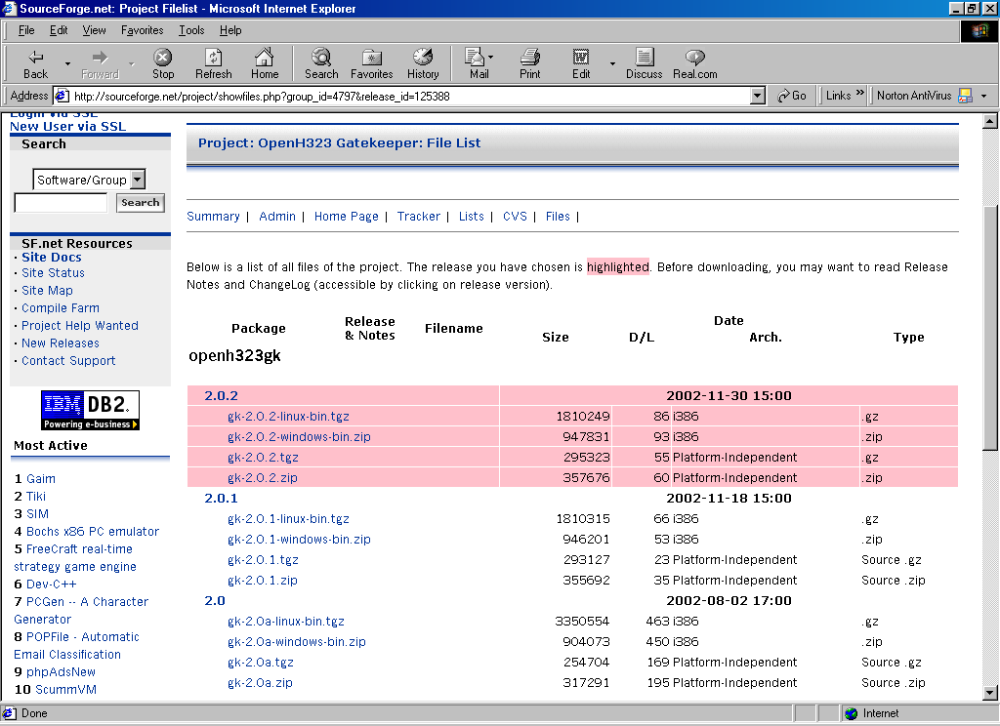 SourceForge.net: Project Filelist - Microsoft Internet Explorer
File Edit View Favorites Tools Help
Back Forward Stop Refresh Home Search Favorites History Mail Print Edit Discuss Real.com
Address http://sourceforge.net/project/showfiles.php?group_id=4797&release_id=125388 Go Links » Norton AntiVirus
Login via SSL
New User via SSL
Search
Software/Group
Search
SF.net Resources
· Site Docs
· Site Status
· Site Map
· Compile Farm
· Project Help Wanted
· New Releases
· Contact Support
IBM DB2.
Powering e-business
Most Active
1 Gaim
2 Tiki
3 SIM
4 Bochs x86 PC emulator
5 FreeCraft real-time
strategy game engine
6 Dev-C++
7 PCGen -- A Character
Generator
8 POPFile - Automatic
Email Classification
9 phpAdsNew
10 ScummVM
Project: OpenH323 Gatekeeper: File List
Summary | Admin | Home Page | Tracker | Lists | CVS | Files |
Below is a list of all files of the project. The release you have chosen is highlighted. Before downloading, you may want to read Release
Notes and ChangeLog (accessible by clicking on release version).
Package Release & Notes Filename Date
Size D/L Arch. Type
openh323gk
2.0.2 2002-11-30 15:00
gk-2.0.2-linux-bin.tgz 1810249 86 i386 .gz
gk-2.0.2-windows-bin.zip 947831 93 i386 .zip
gk-2.0.2.tgz 295323 55 Platform-Independent .gz
gk-2.0.2.zip 357676 60 Platform-Independent .zip
2.0.1 2002-11-18 15:00
gk-2.0.1-linux-bin.tgz 1810315 66 i386 .gz
gk-2.0.1-windows-bin.zip 946201 53 i386 .zip
gk-2.0.1.tgz 293127 23 Platform-Independent Source .gz
gk-2.0.1.zip 355692 35 Platform-Independent Source .zip
2.0 2002-08-02 17:00
gk-2.0a-linux-bin.tgz 3350554 463 i386 .gz
gk-2.0a-windows-bin.zip 904073 450 i386 .zip
gk-2.0a.tgz 254704 169 Platform-Independent Source .gz
gk-2.0a.zip 317291 195 Platform-Independent Source .zip
Done Internet